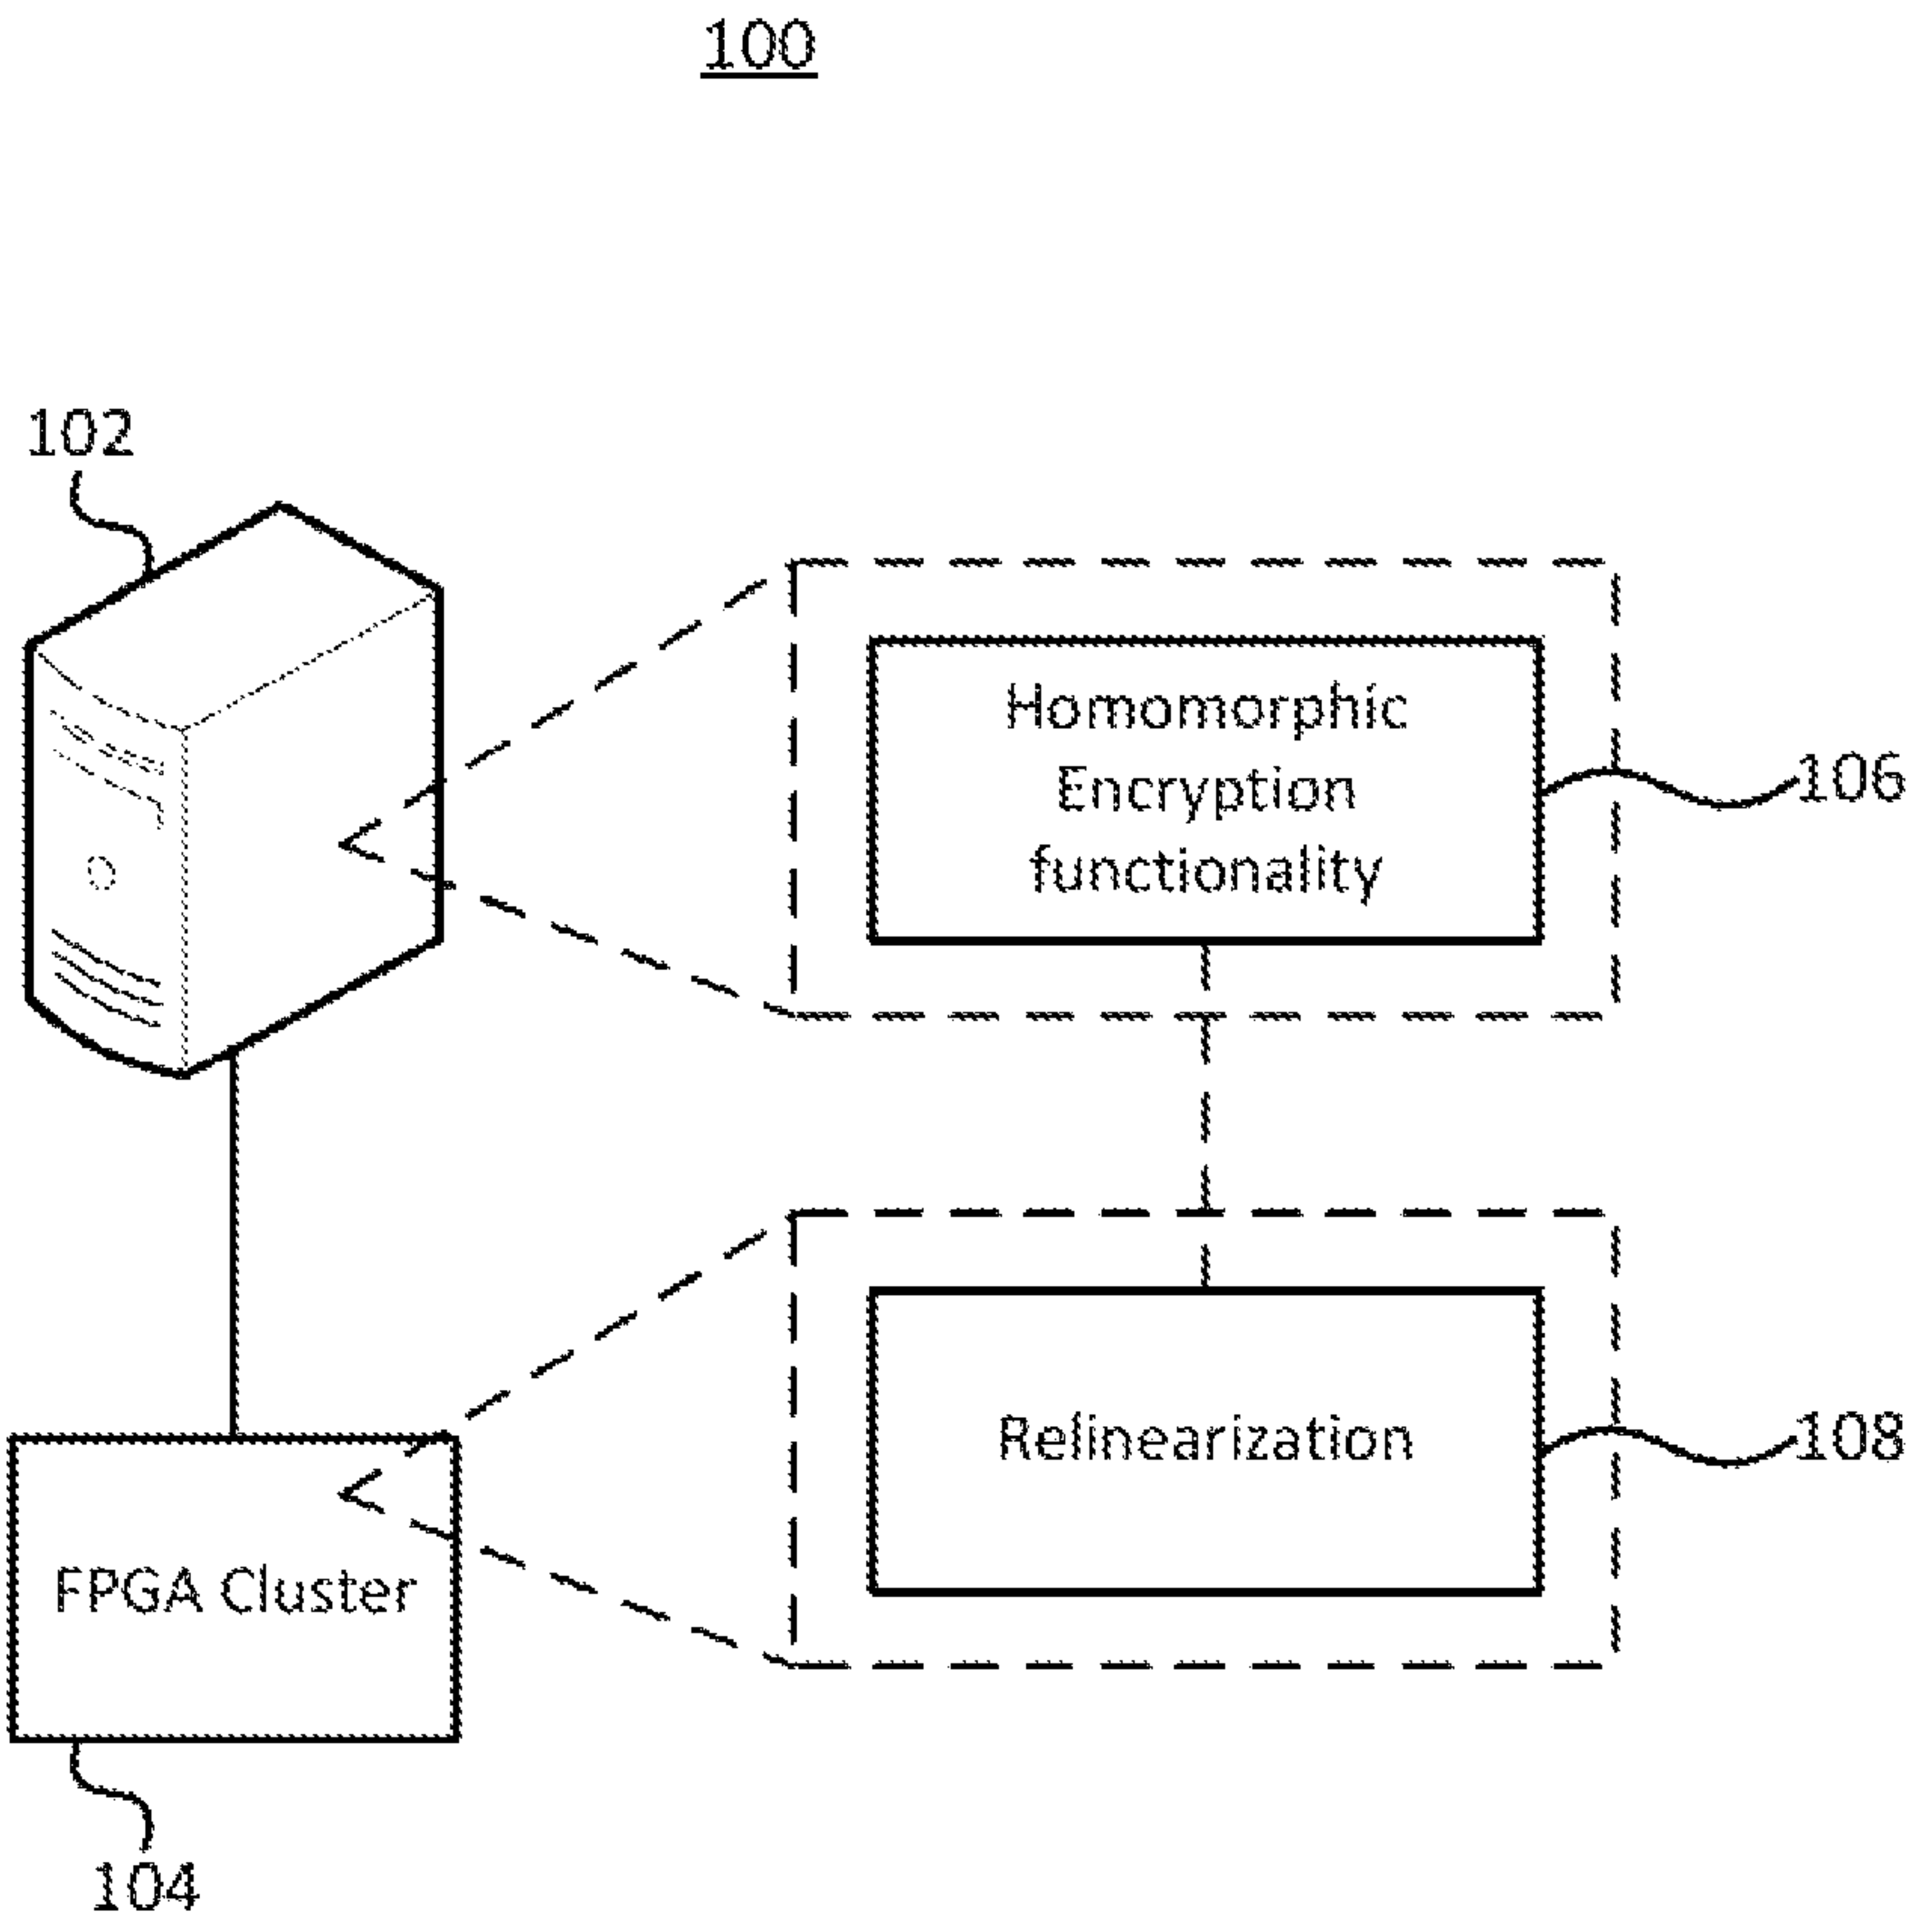 100
102
Homomorphic
Encryption
functionality
106
Relinearization
108
FPGA Cluster
104